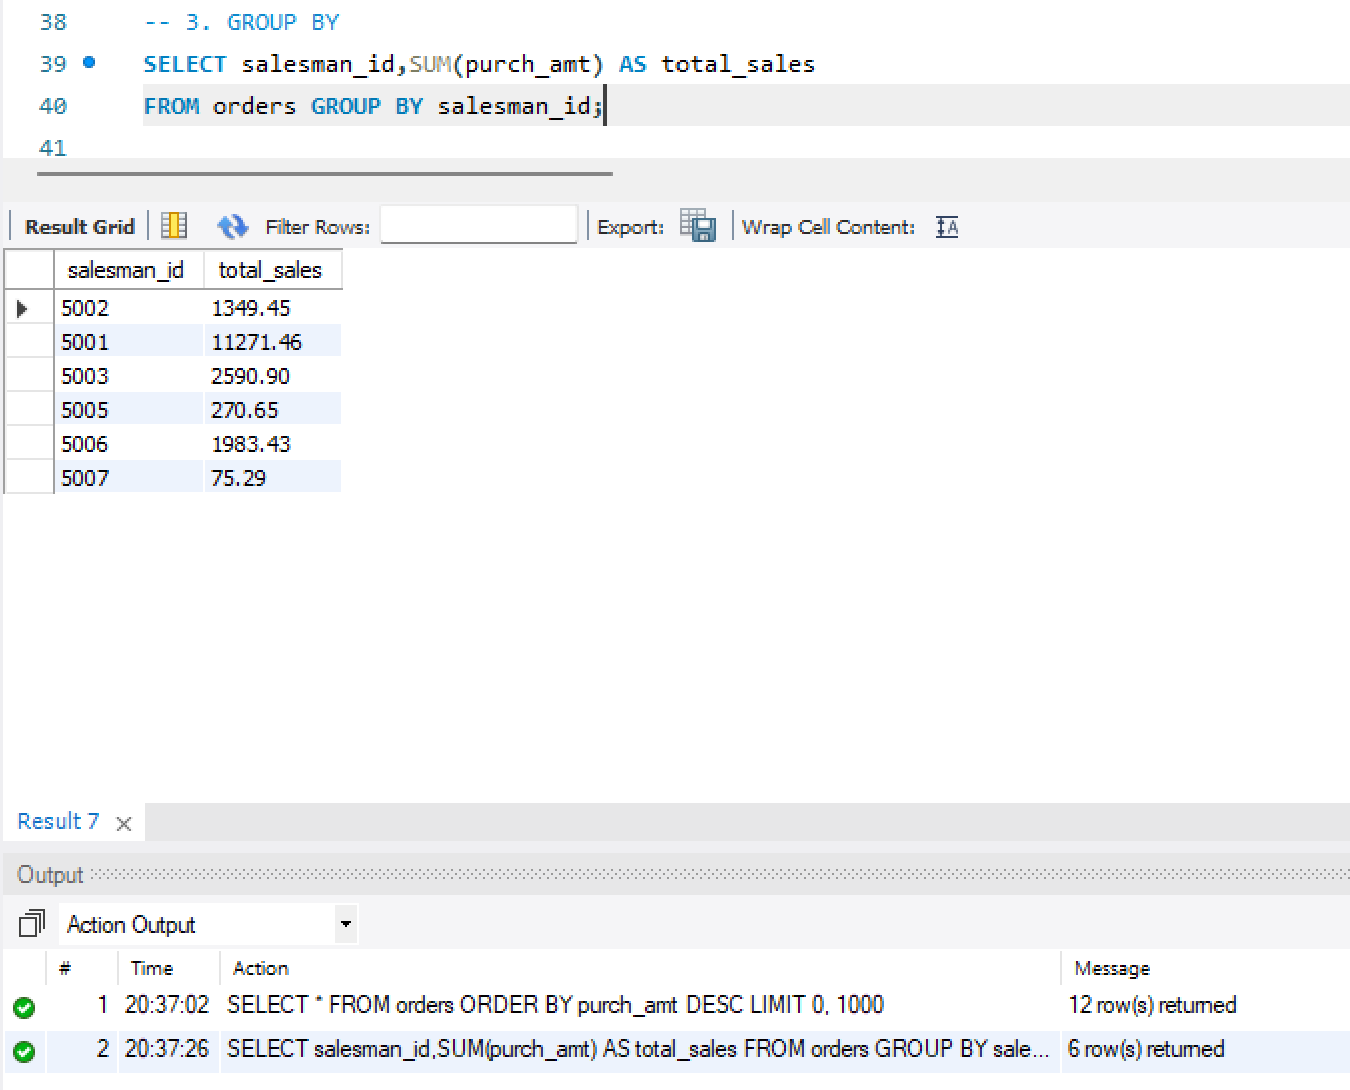 38 -- 3. GROUP BY
39 SELECT salesman_id,SUM(purch_amt) AS total_sales
40 FROM orders GROUP BY salesman_id;
41
Result Grid Filter Rows: Export: Wrap Cell Content: IA
salesman_id total_sales
5002 1349.45
5001 11271.46
5003 2590.90
5005 270.65
5006 1983.43
5007 75.29
Result 7
Output
Action Output
# Time Action Message
1 20:37:02 SELECT * FROM orders ORDER BY purch_amt DESC LIMIT 0, 1000 12 row(s) returned
2 20:37:26 SELECT salesman_id,SUM(purch_amt) AS total_sales FROM orders GROUP BY sale... 6 row(s) returned